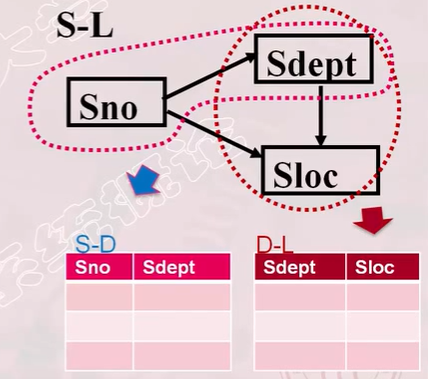 S-L
Sdept
Sno
Sloc
S-D
D-L
Sno Sdept
Sdept Sloc